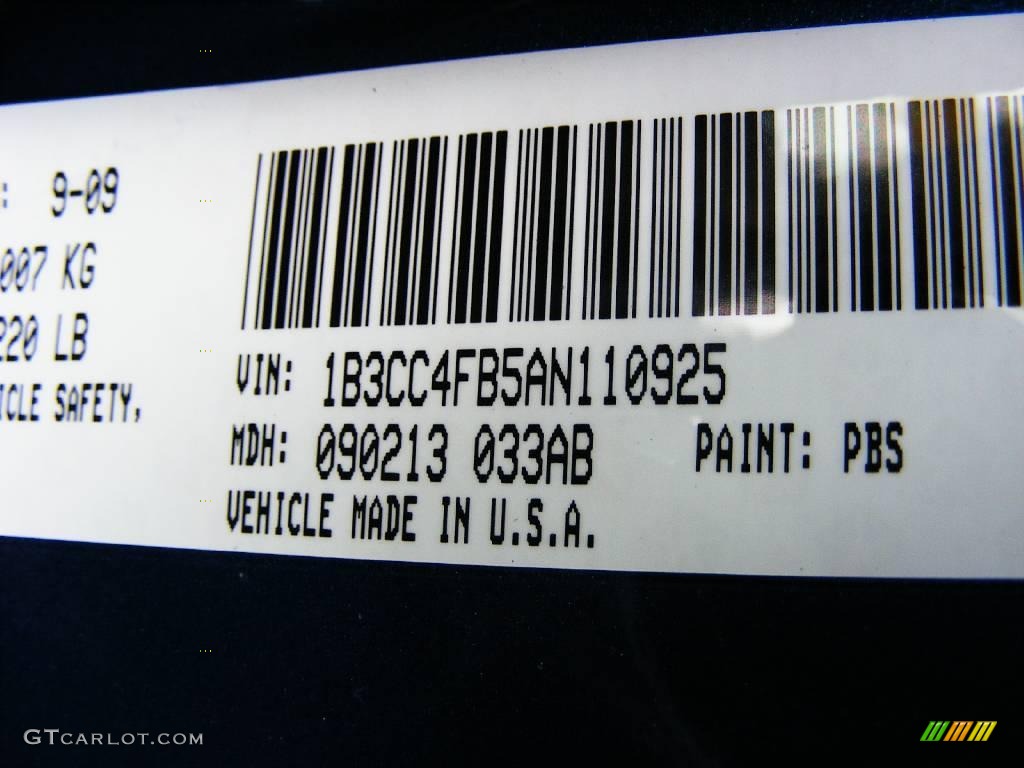 : 9-09
007 KG
220 LB
ICLE SAFETY,
VIN: 1B3CC4FB5AN110925
MDH: 090213 033AB PAINT: PBS
VEHICLE MADE IN U.S.A.
GTCARLOT.COM